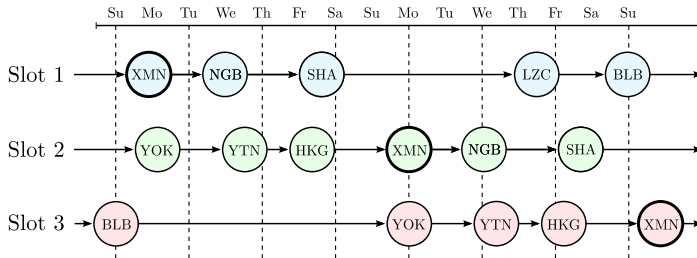 Su Mo Tu We Th Fr Sa Su Mo Tu We Th Fr Sa Su
Slot 1 XMN NGB SHA LZC BLB
Slot 2 YOK YTN HKG XMN NGB SHA
Slot 3 BLB YOK YTN HKG XMN